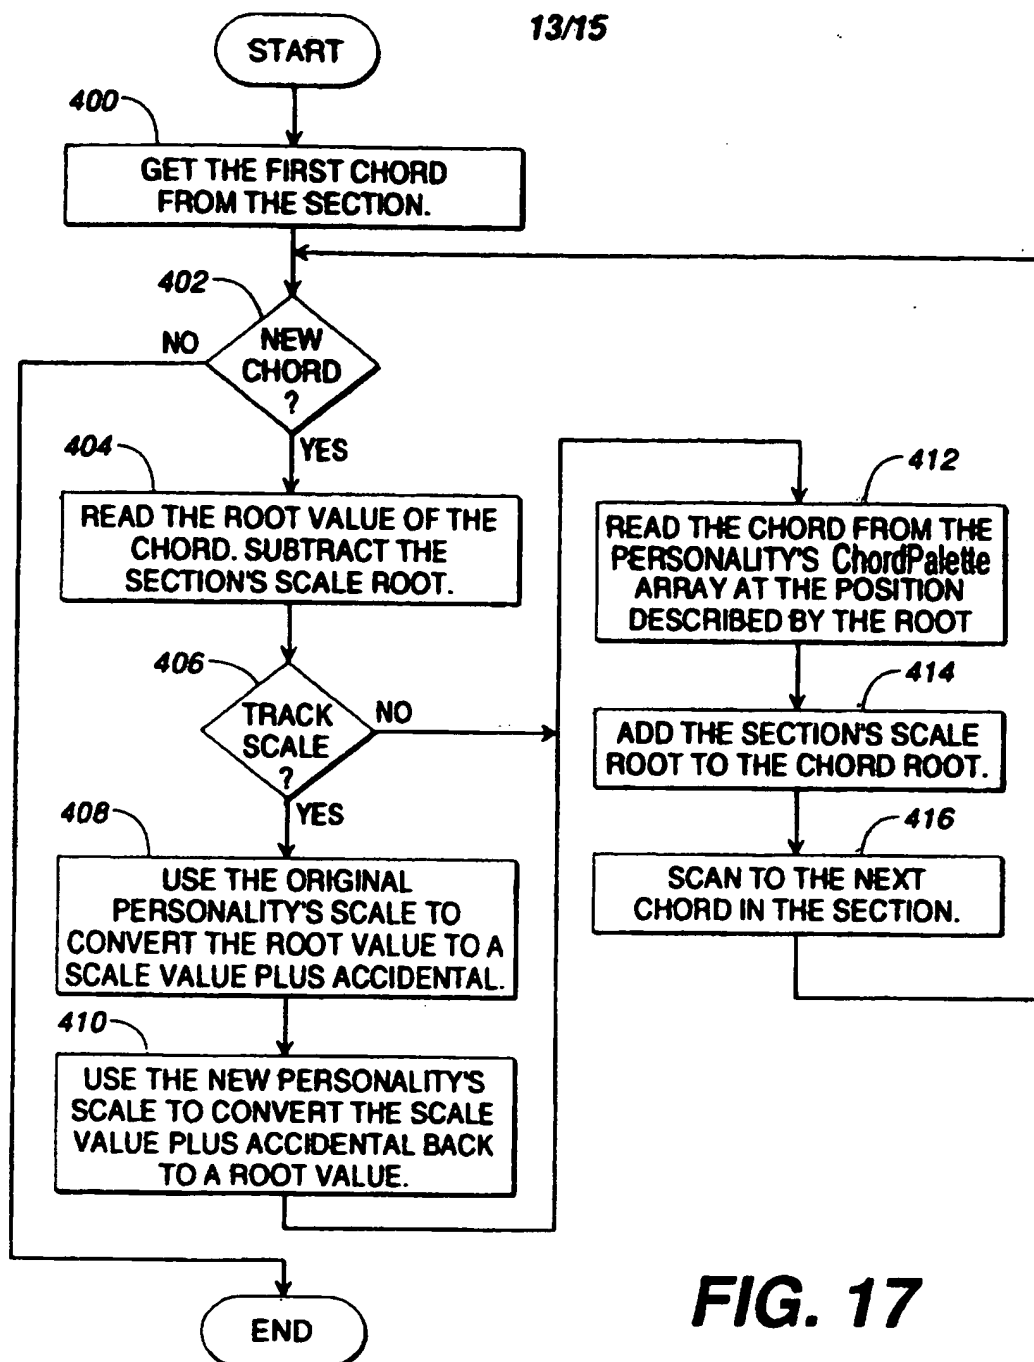 13/15
START
400
GET THE FIRST CHORD
FROM THE SECTION.
402
NO
NEW
CHORD
?
YES
404
READ THE ROOT VALUE OF THE
CHORD. SUBTRACT THE
SECTION'S SCALE ROOT.
406
TRACK
SCALE
?
NO
YES
408
USE THE ORIGINAL
PERSONALITY'S SCALE TO
CONVERT THE ROOT VALUE TO A
SCALE VALUE PLUS ACCIDENTAL.
410
USE THE NEW PERSONALITY'S
SCALE TO CONVERT THE SCALE
VALUE PLUS ACCIDENTAL BACK
TO A ROOT VALUE.
412
READ THE CHORD FROM THE
PERSONALITY'S ChordPalette
ARRAY AT THE POSITION
DESCRIBED BY THE ROOT
414
ADD THE SECTION'S SCALE
ROOT TO THE CHORD ROOT.
416
SCAN TO THE NEXT
CHORD IN THE SECTION.
END
FIG. 17